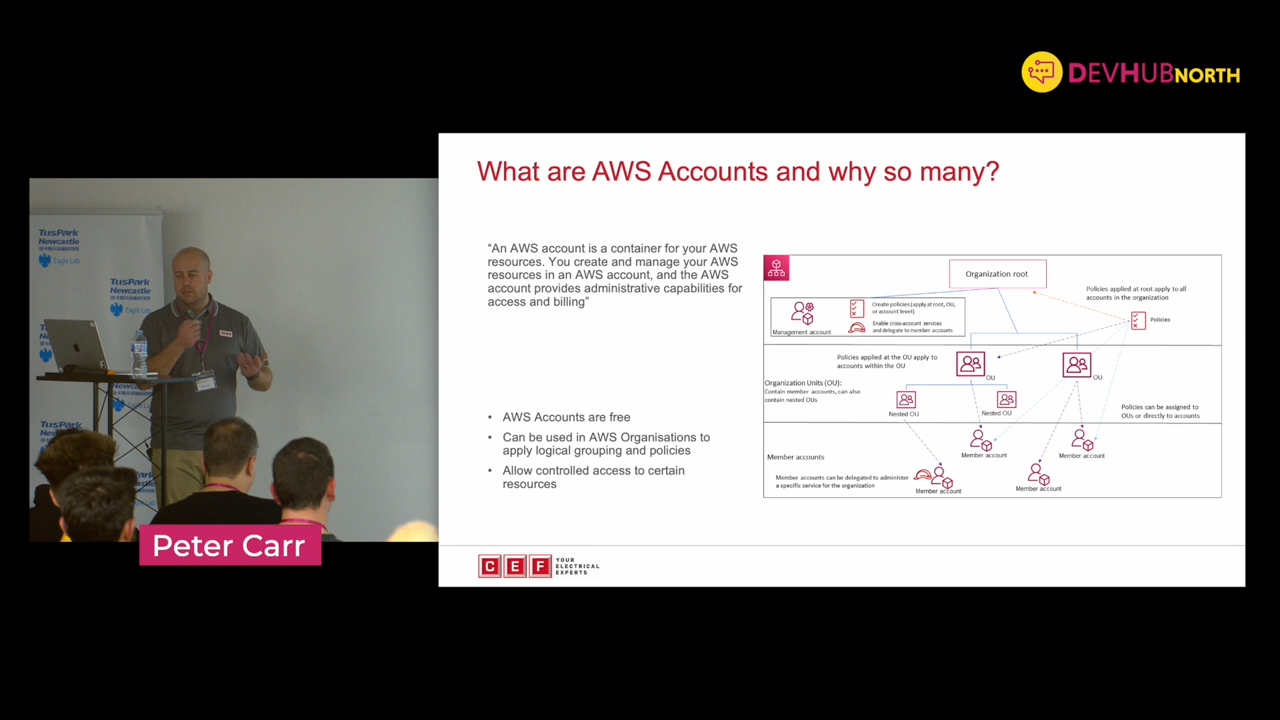 DEVHUBNORTH
What are AWS Accounts and why so many?
“An AWS account is a container for your AWS
resources. You create and manage your AWS
resources in an AWS account, and the AWS
account provides administrative capabilities for
access and billing”
• AWS Accounts are free
• Can be used in AWS Organisations to
apply logical grouping and policies
• Allow controlled access to certain
resources
Organization root
Policies applied at root apply to all
accounts in the organization
Policies
Management account
Create policies (apply at root, OU,
or account level)
Enable cross-account services
and delegate to member accounts
Policies applied at the OU apply to
accounts within the OU
OU
OU
Organization Units (OU):
Contain member accounts, can also
contain nested OUs
Nested OU
Nested OU
Policies can be assigned to
OUs or directly to accounts
Member accounts
Member account
Member account
Member accounts can be delegated to administer
a specific service for the organization
Member account
Member account
CEF
YOUR
ELECTRICAL
EXPERTS
TusPark
Newcastle
Eagle Lab
TusPark
Newcastle
Eagle Lab
TusPark
Newcastle
Peter Carr